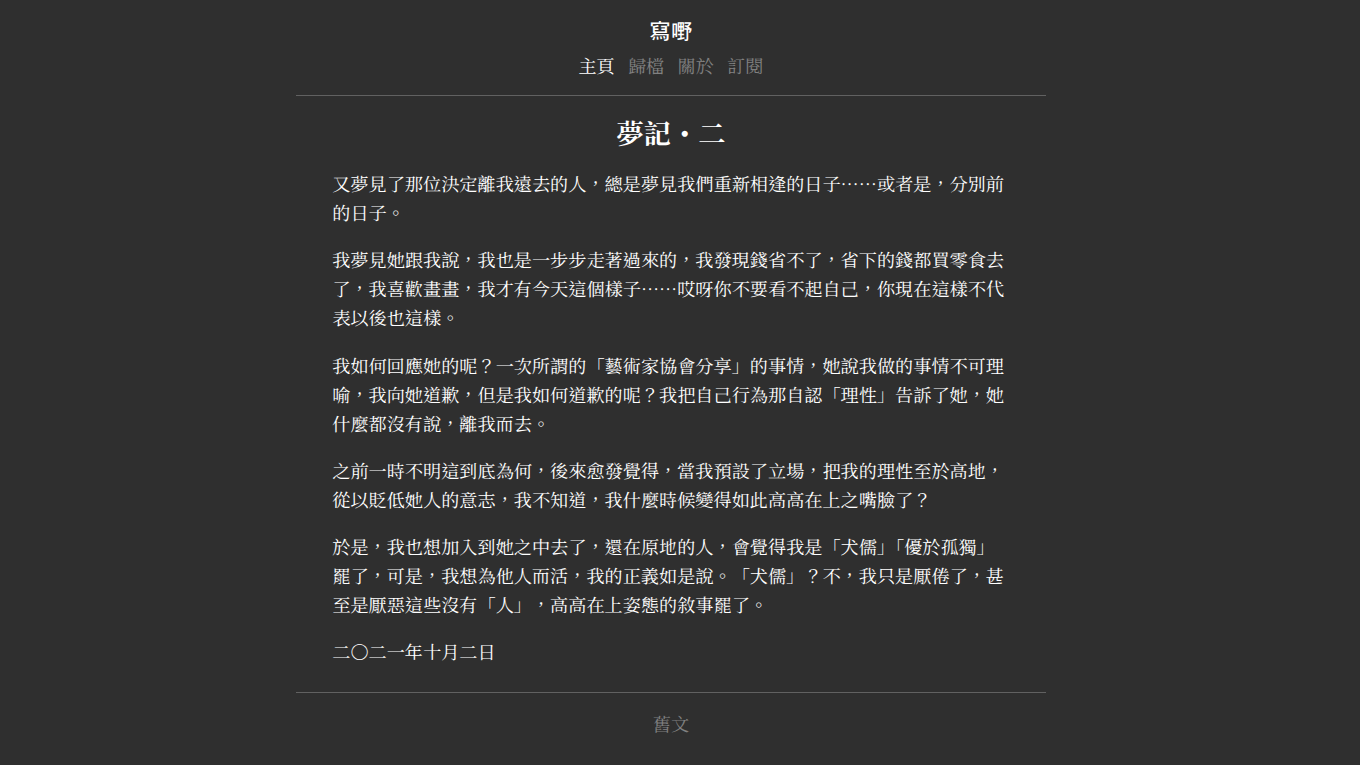 寫嘢
主頁 歸檔 關於 訂閱
夢記・二
又夢見了那位決定離我遠去的人，總是夢見我們重新相逢的日子……或者是，分別前
的日子。
我夢見她跟我說，我也是一步步走著過來的，我發現錢省不了，省下的錢都買零食去
了，我喜歡畫畫，我才有今天這個樣子……哎呀你不要看不起自己，你現在這樣不代
表以後也這樣。
我如何回應她的呢？一次所謂的「藝術家協會分享」的事情，她說我做的事情不可理
喻，我向她道歉，但是我如何道歉的呢？我把自己行為那自認「理性」告訴了她，她
什麼都沒有說，離我而去。
之前一時不明這到底為何，後來愈發覺得，當我預設了立場，把我的理性至於高地，
從以貶低她人的意志，我不知道，我什麼時候變得如此高高在上之嘴臉了？
於是，我也想加入到她之中去了，還在原地的人，會覺得我是「犬儒」「優於孤獨」
罷了，可是，我想為他人而活，我的正義如是說。「犬儒」？不，我只是厭倦了，甚
至是厭惡這些沒有「人」，高高在上姿態的敘事罷了。
二〇二一年十月二日
舊文